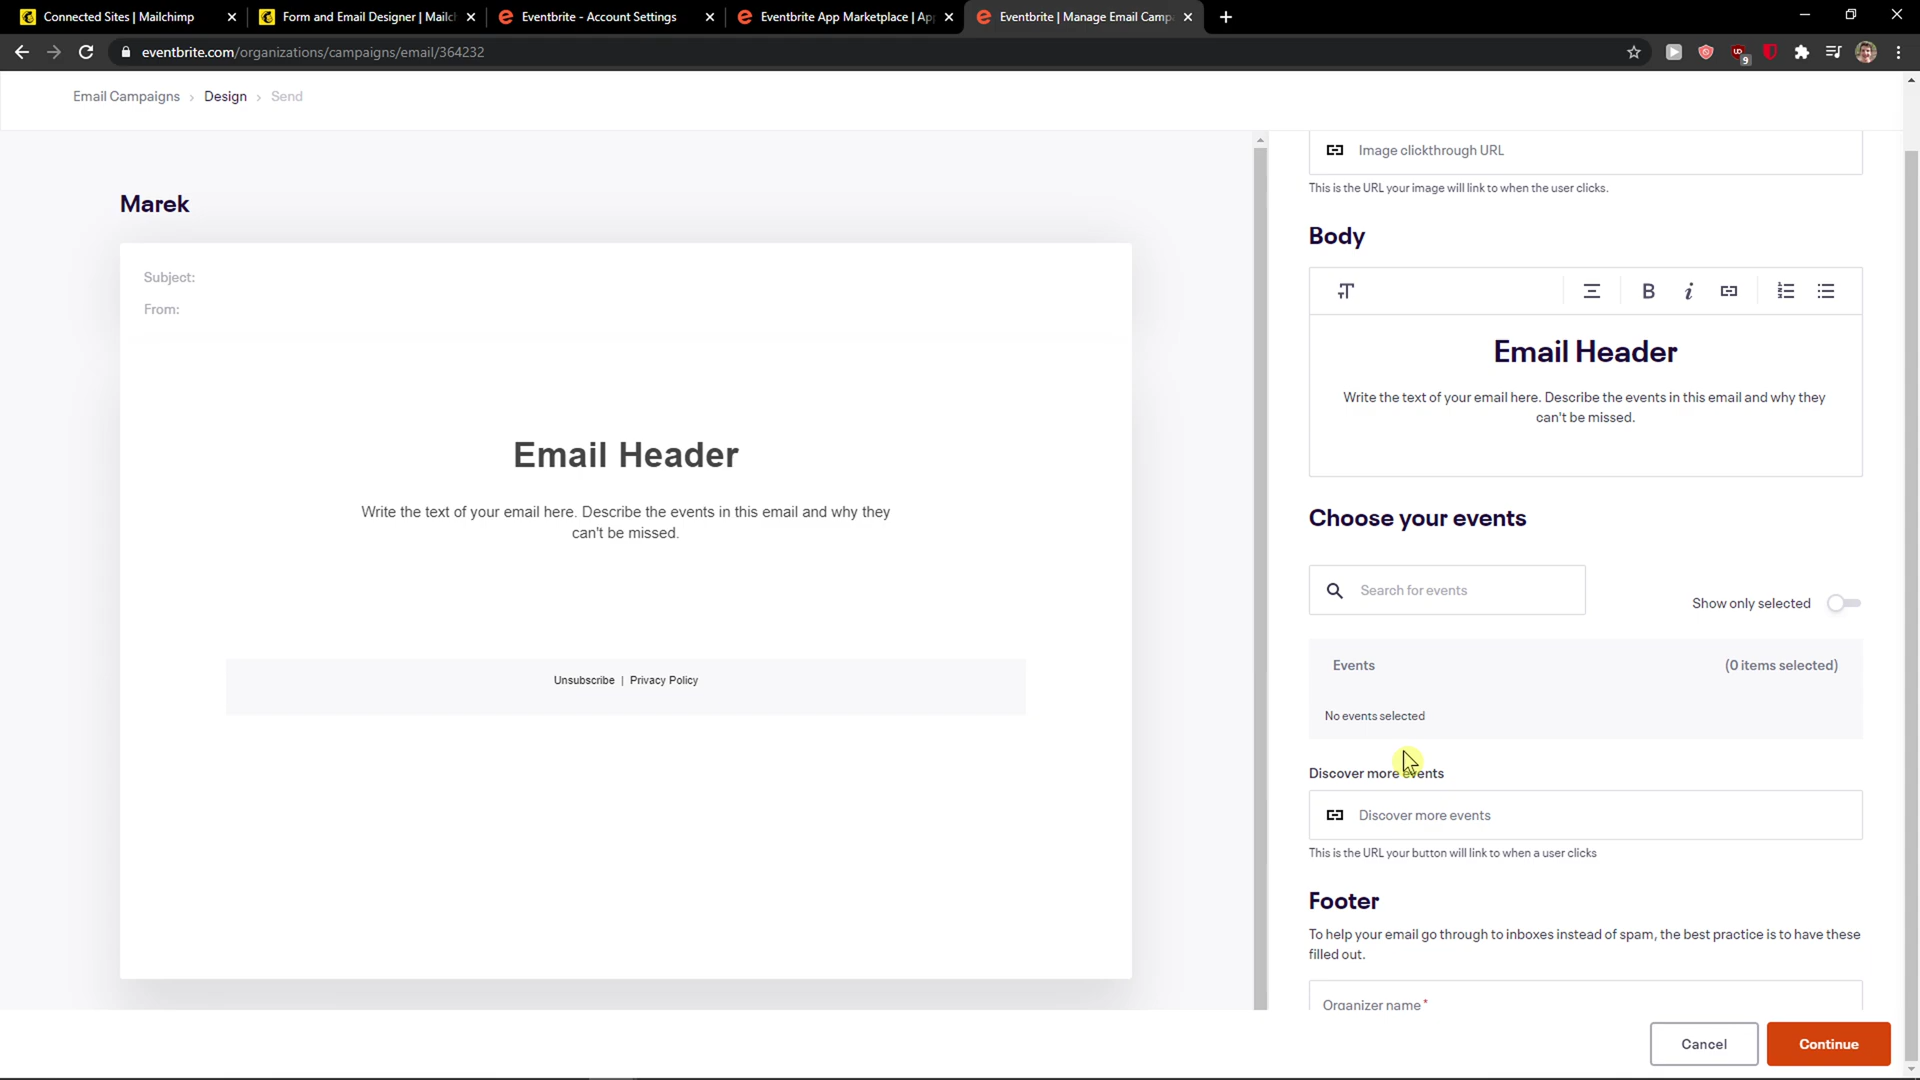 Connected Sites | Mailchimp
Form and Email Designer | Mailc
Eventbrite - Account Settings
Eventbrite App Marketplace | Ap
Eventbrite | Manage Email Camp
eventbrite.com/organizations/campaigns/email/364232
9
Email Campaigns > Design > Send
Marek
Subject:
From:
Email Header
Write the text of your email here. Describe the events in this email and why they
can't be missed.
Unsubscribe | Privacy Policy
Image clickthrough URL
This is the URL your image will link to when the user clicks.
Body
Email Header
Write the text of your email here. Describe the events in this email and why they
can't be missed.
Choose your events
Search for events
Show only selected
Events (0 items selected)
No events selected
Discover more events
Discover more events
This is the URL your button will link to when a user clicks
Footer
To help your email go through to inboxes instead of spam, the best practice is to have these
filled out.
Organizer name*
Cancel
Continue